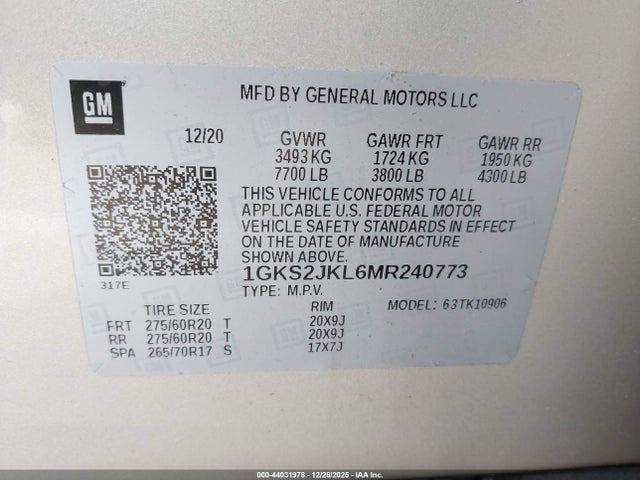 GM
MFD BY GENERAL MOTORS LLC
12/20 GVWR GAWR FRT GAWR RR
3493 KG 1724 KG 1950 KG
7700 LB 3800 LB 4300 LB
THIS VEHICLE CONFORMS TO ALL
APPLICABLE U.S. FEDERAL MOTOR
VEHICLE SAFETY STANDARDS IN EFFECT
ON THE DATE OF MANUFACTURE
SHOWN ABOVE.
1GKS2JKL6MR240773
317E
TYPE: M.P.V. MODEL: 63TK10906
TIRE SIZE RIM
FRT 275/60R20 T 20X9J
RR 275/60R20 T 20X9J
SPA 265/70R17 S 17X7J
000-44031978 - 12/26/2025 - IAA Inc.